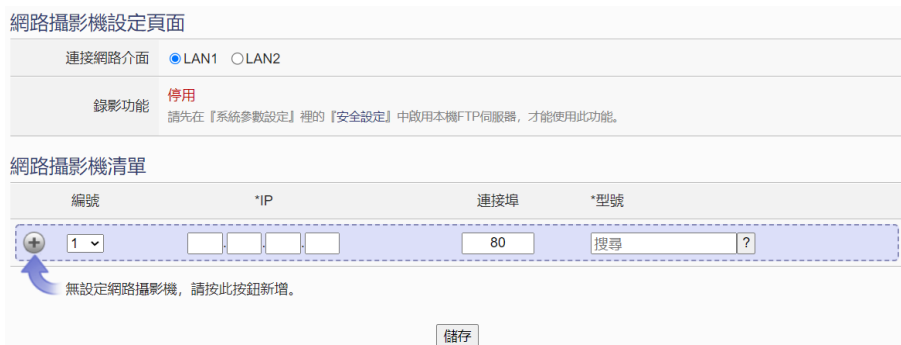 網路攝影機設定頁面
連接網路介面 LAN1 LAN2
錄影功能 停用
請先在『系統參數設定』裡的『安全設定』中啟用本機FTP伺服器，才能使用此功能。
網路攝影機清單
編號 *IP 連接埠 *型號
1 . . . 80 搜尋 ?
無設定網路攝影機，請按此按鈕新增。
儲存